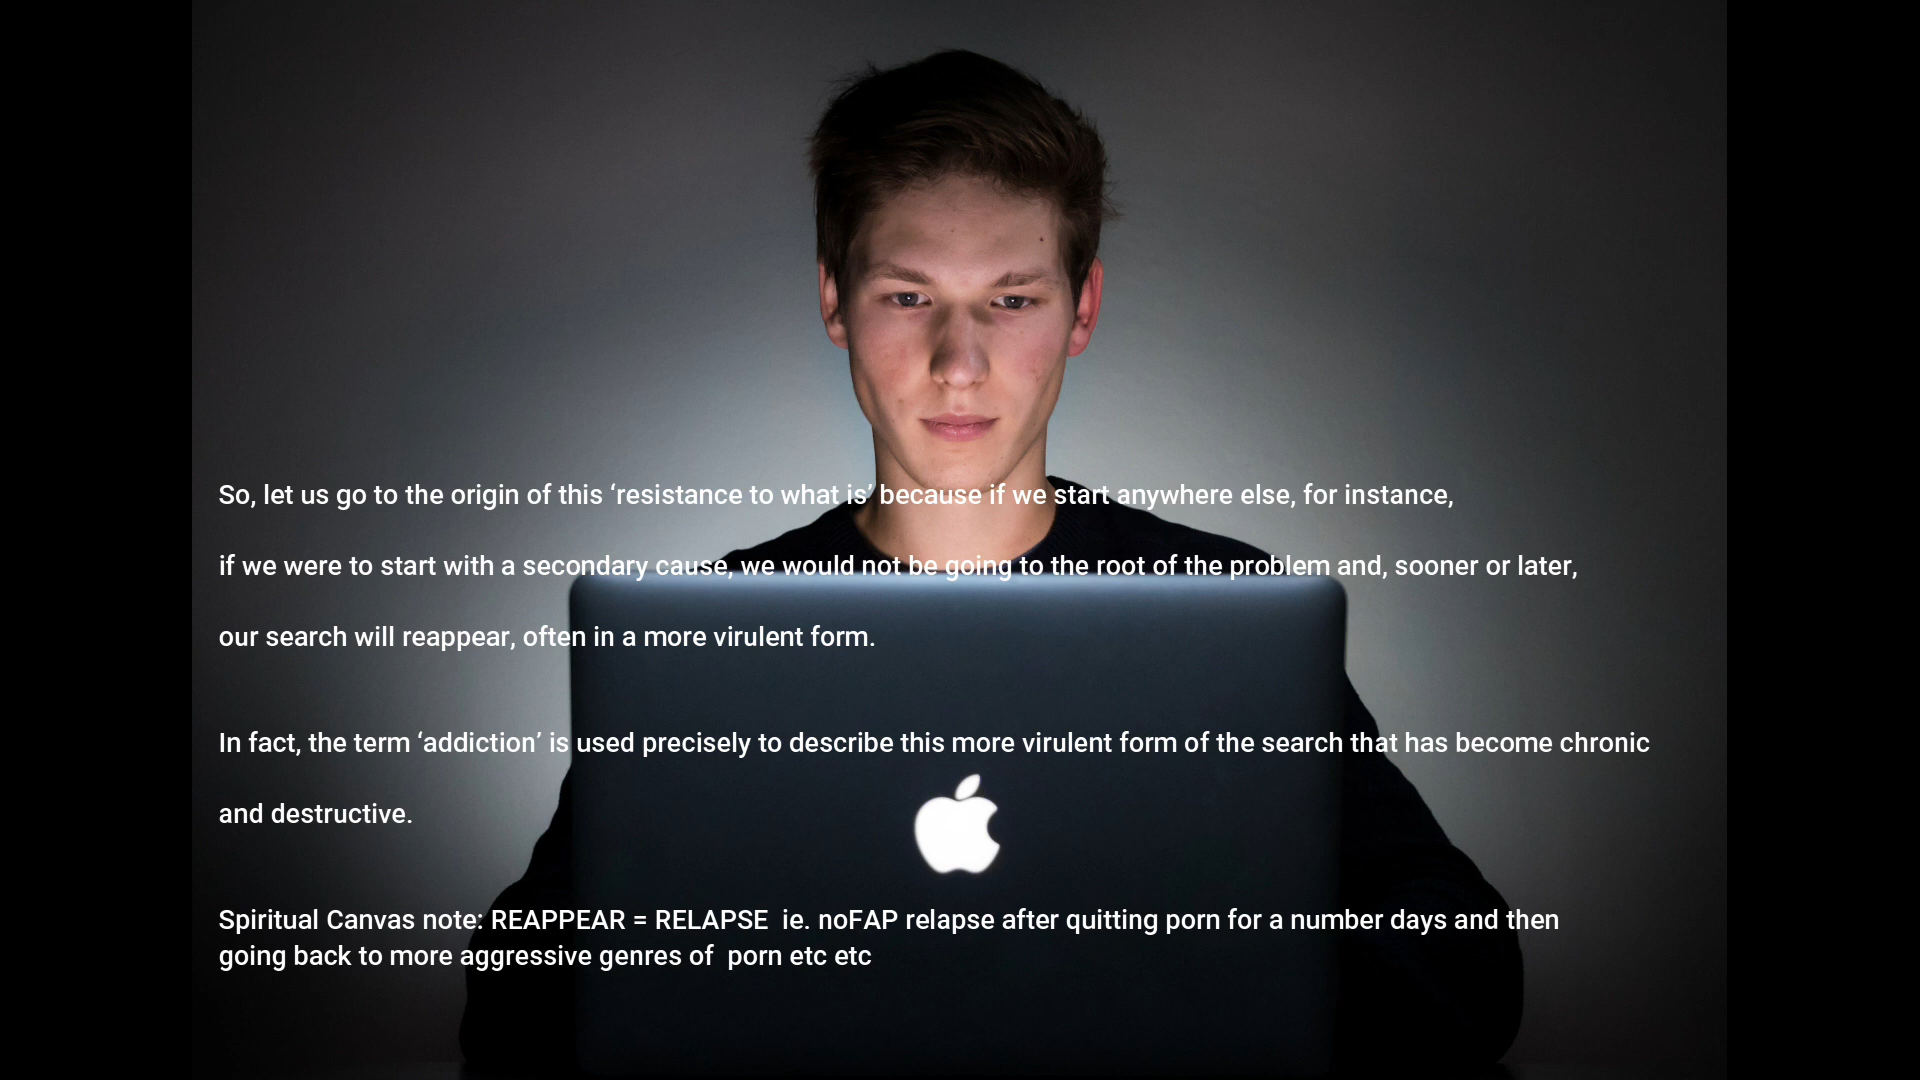 So, let us go to the origin of this ‘resistance to what is’ because if we start anywhere else, for instance,
if we were to start with a secondary cause, we would not be going to the root of the problem and, sooner or later,
our search will reappear, often in a more virulent form.
In fact, the term ‘addiction’ is used precisely to describe this more virulent form of the search that has become chronic
and destructive.
Spiritual Canvas note: REAPPEAR = RELAPSE  ie. noFAP relapse after quitting porn for a number days and then
going back to more aggressive genres of  porn etc etc